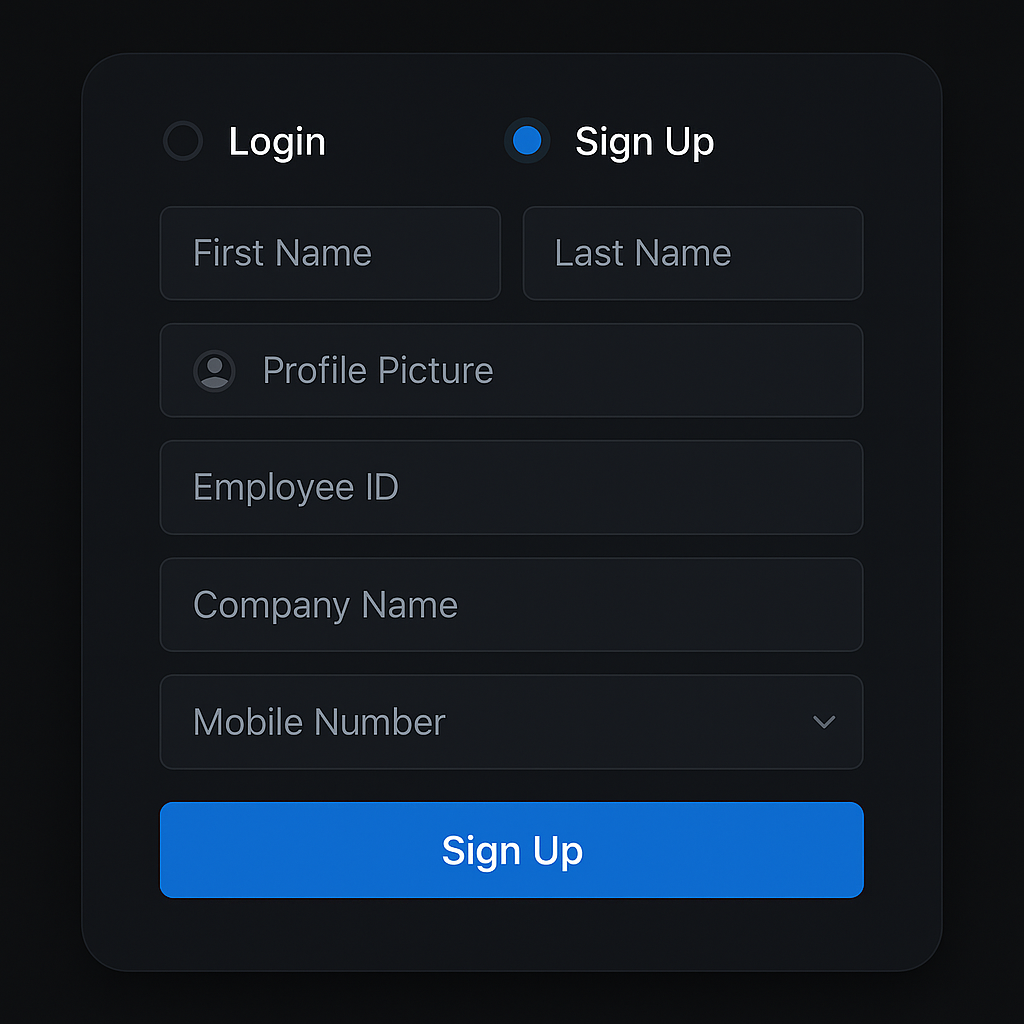 Login Sign Up
First Name Last Name
Profile Picture
Employee ID
Company Name
Mobile Number
Sign Up